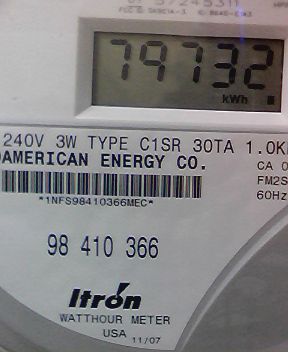 79732
kWh
240V 3W TYPE C1SR 30TA 1.0K
AMERICAN ENERGY CO.
CA 0
*1NFS98410366MEC*
FM2S
60Hz
98 410 366
Itron
WATTHOUR METER
USA 11/07